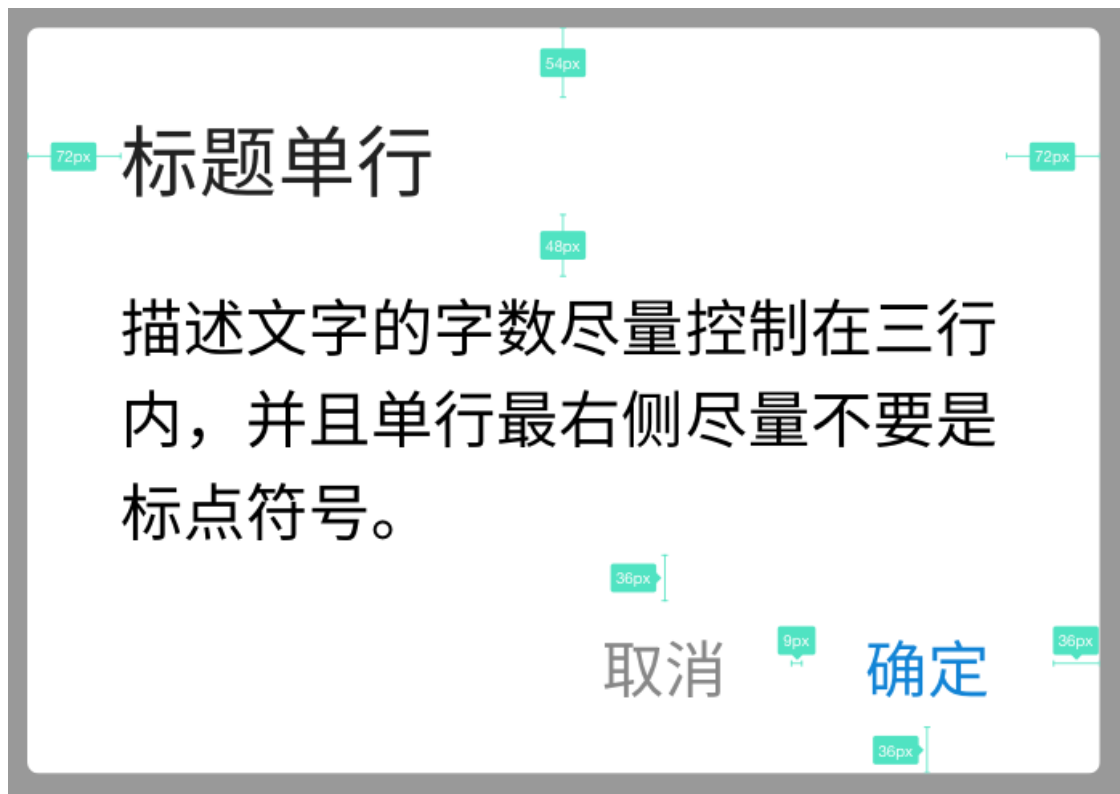 54px
72px 标题单行 72px
48px
描述文字的字数尽量控制在三行
内，并且单行最右侧尽量不要是
标点符号。
36px
9px 36px
取消 确定
36px